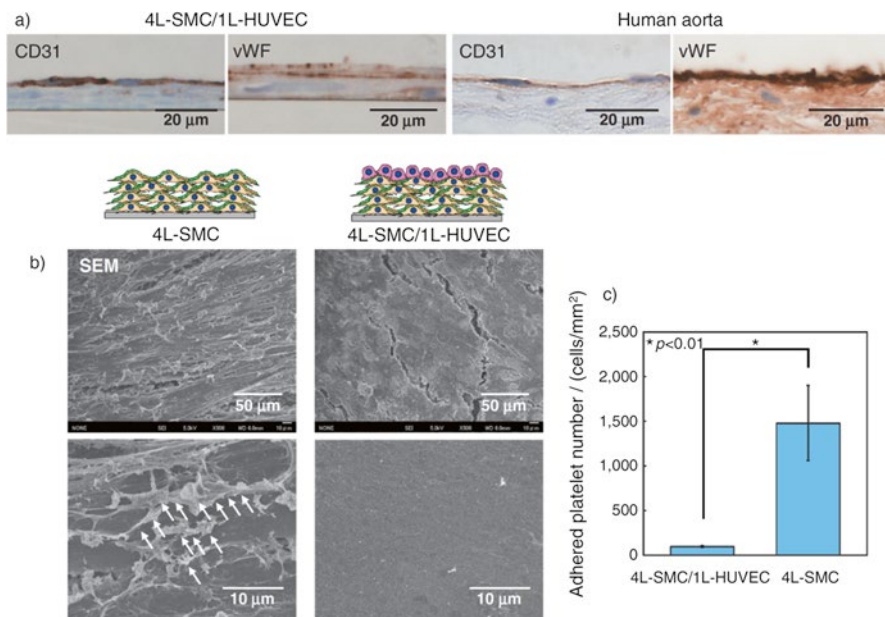 a)
4L-SMC/1L-HUVEC
Human aorta
CD31
vWF
CD31
vWF
20 μm
20 μm
20 μm
20 μm
4L-SMC
4L-SMC/1L-HUVEC
b)
SEM
50 μm
50 μm
10 μm
10 μm
c)
Adhered platelet number / (cells/mm²)
2,500
2,000
1,500
1,000
500
0
* p<0.01
*
4L-SMC/1L-HUVEC
4L-SMC